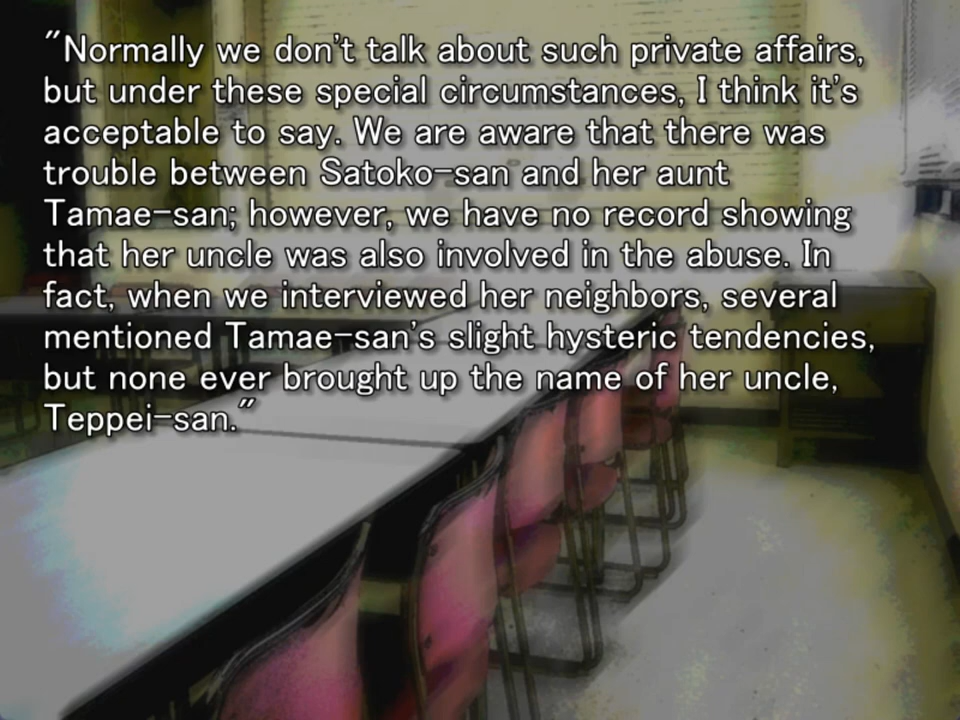 "Normally we don't talk about such private affairs,
but under these special circumstances, I think it's
acceptable to say. We are aware that there was
trouble between Satoko-san and her aunt
Tamae-san; however, we have no record showing
that her uncle was also involved in the abuse. In
fact, when we interviewed her neighbors, several
mentioned Tamae-san's slight hysteric tendencies,
but none ever brought up the name of her uncle,
Teppei-san."